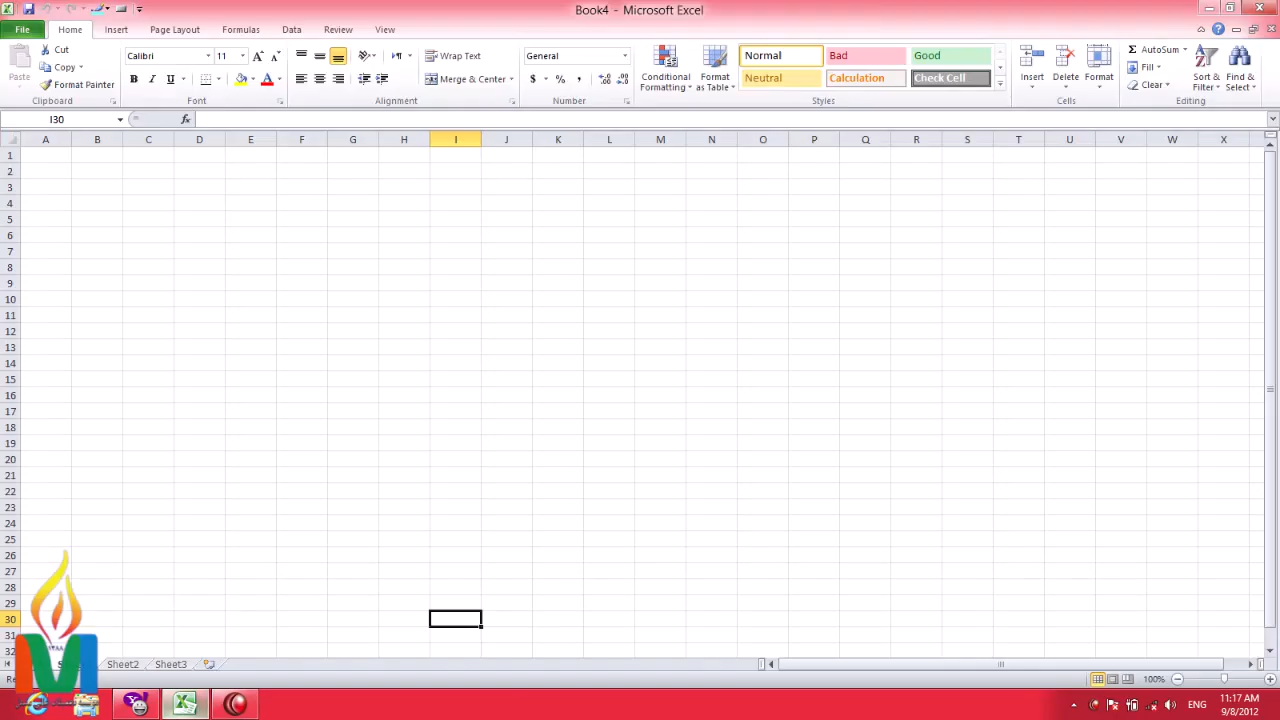 Book4 - Microsoft Excel
File Home Insert Page Layout Formulas Data Review View
Paste
Cut
Copy
Format Painter
Clipboard
Calibri 11
B I U
Font
Wrap Text
Merge & Center
Alignment
General
$ % ,
Number
Conditional Formatting
Format as Table
Normal Bad Good
Neutral Calculation Check Cell
Styles
Insert Delete Format
Cells
AutoSum
Fill
Clear
Sort & Filter
Find & Select
Editing
I30 fx
A B C D E F G H I J K L M N O P Q R S T U V W X
1
2
3
4
5
6
7
8
9
10
11
12
13
14
15
16
17
18
19
20
21
22
23
24
25
26
27
28
29
30
31
32
Sheet2 Sheet3
100%
ENG
11:17 AM
9/8/2012